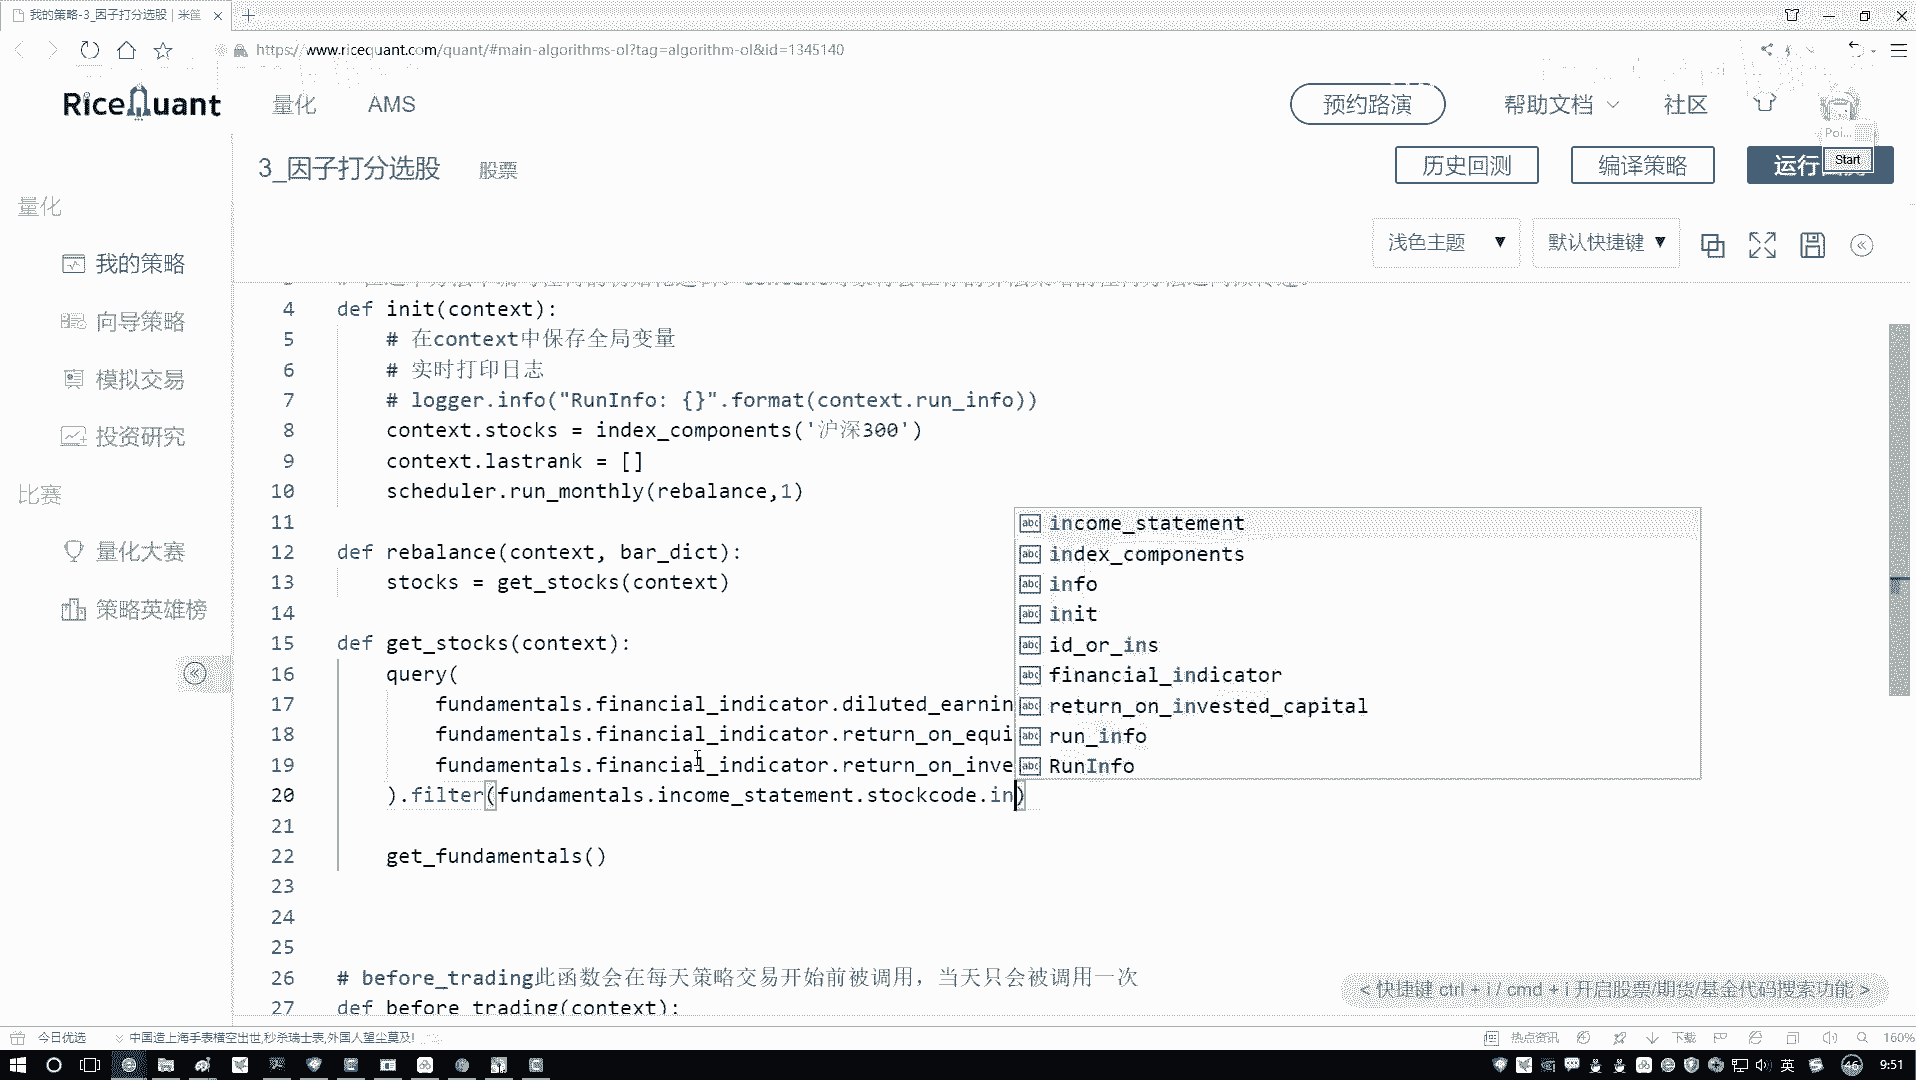 我的策略-3_因子打分选股 | 米筐
https://www.ricequant.com/quant/#main-algorithms-ol?tag=algorithm-ol&id=1345140
RiceQuant
量化
AMS
预约路演
帮助文档
社区
Poi...
Start
3_因子打分选股
股票
历史回测
编译策略
运行
浅色主题
默认快捷键
量化
我的策略
向导策略
模拟交易
投资研究
比赛
量化大赛
策略英雄榜
4 def init(context):
5 # 在context中保存全局变量
6 # 实时打印日志
7 # logger.info("RunInfo: {}".format(context.run_info))
8 context.stocks = index_components('沪深300')
9 context.lastrank = []
10 scheduler.run_monthly(rebalance,1)
11
12 def rebalance(context, bar_dict):
13 stocks = get_stocks(context)
14
15 def get_stocks(context):
16 query(
17 fundamentals.financial_indicator.diluted_earnin
18 fundamentals.financial_indicator.return_on_equi
19 fundamentals.financial_indicator.return_on_inve
20 ).filter(fundamentals.income_statement.stockcode.in)
21
22 get_fundamentals()
23
24
25
26 # before_trading此函数会在每天策略交易开始前被调用，当天只会被调用一次
27 def before_trading(context):
abc income_statement
abc index_components
abc info
abc init
abc id_or_ins
abc financial_indicator
abc return_on_invested_capital
abc run_info
abc RunInfo
< 快捷键 ctrl + i / cmd + i 开启股票/期货/基金代码搜索功能 >
今日优选
中国造上海手表横空出世,秒杀瑞士表,外国人望尘莫及!
热点资讯
下载
160%
英
46
9:51